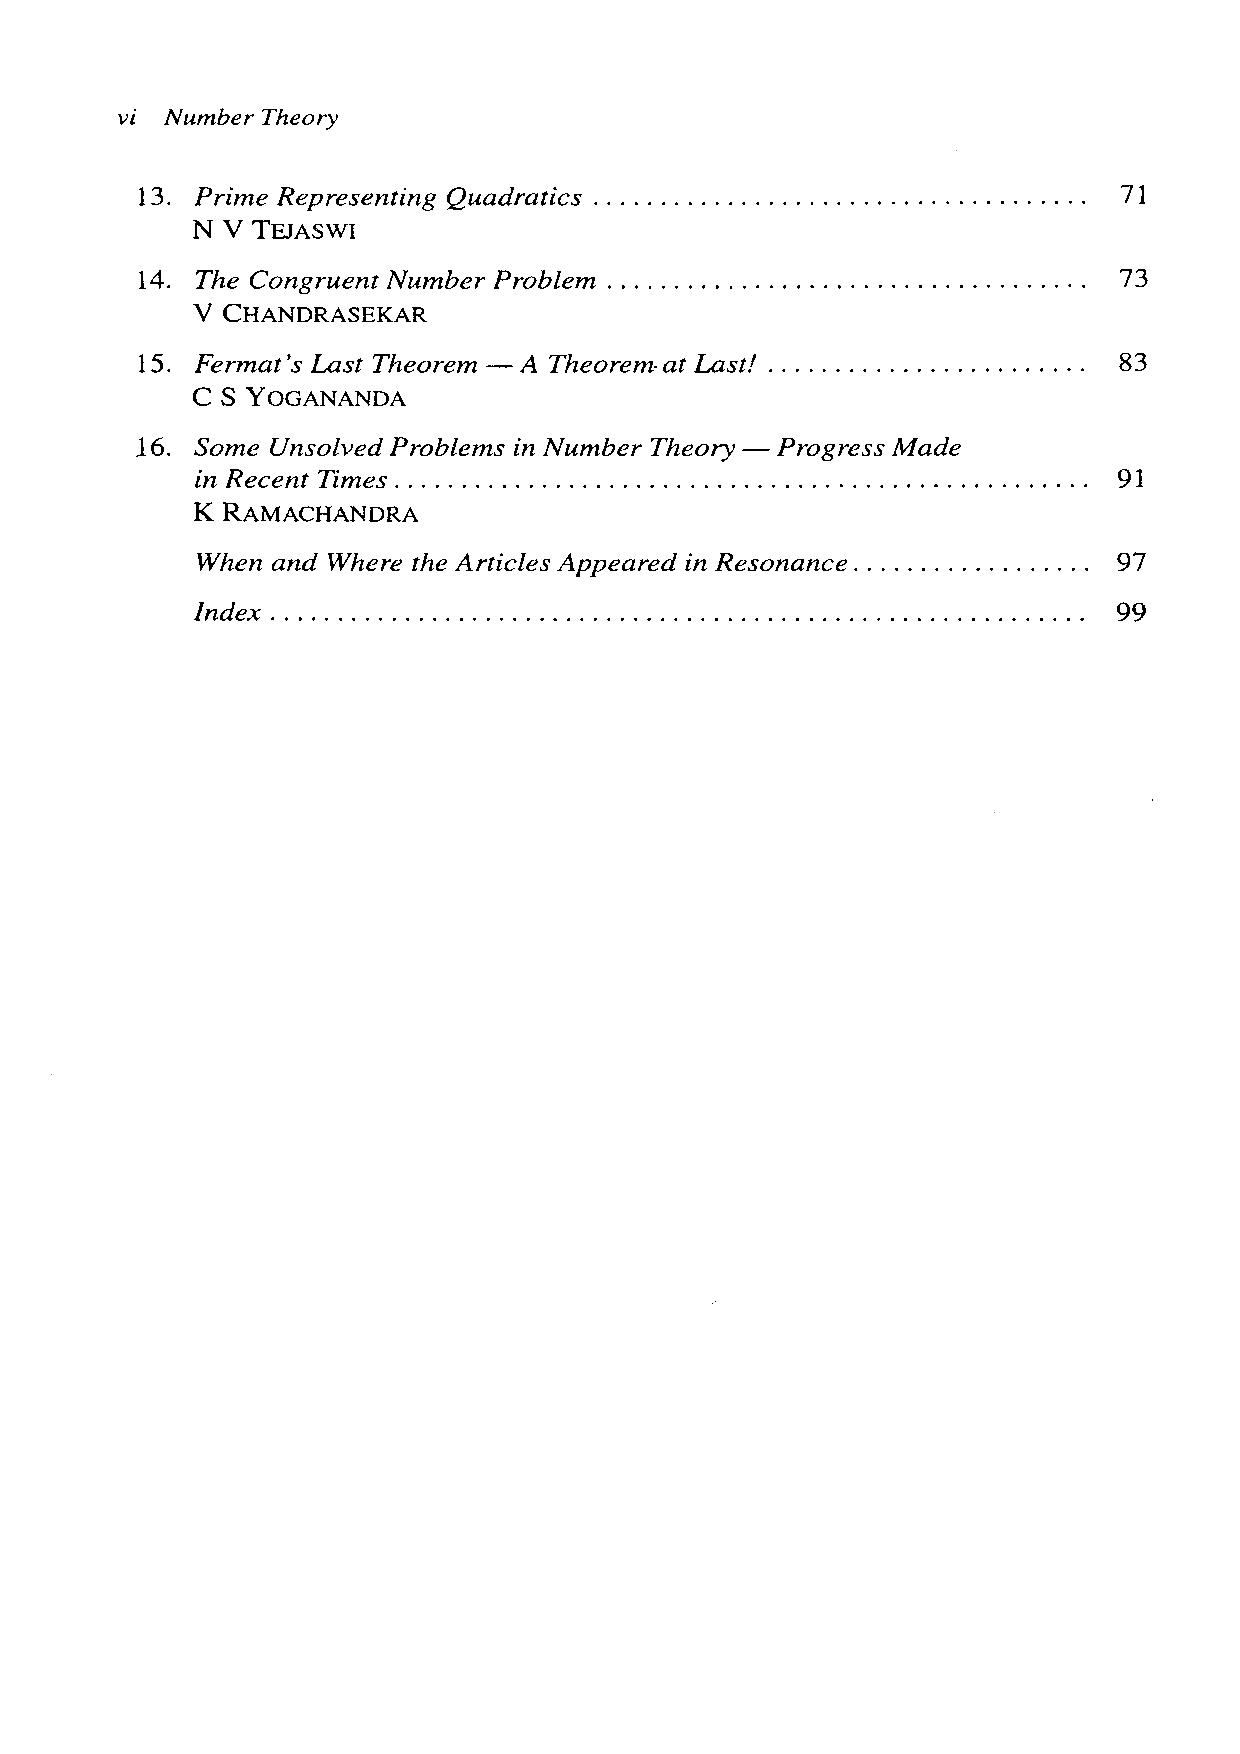 vi Number Theory
13. Prime Representing Quadratics ..................................... 71
N V TEJASWI
14. The Congruent Number Problem .................................... 73
V CHANDRASEKAR
15. Fermat's Last Theorem — A Theorem at Last! ........................ 83
C S YOGANANDA
16. Some Unsolved Problems in Number Theory — Progress Made
in Recent Times .................................................... 91
K RAMACHANDRA
When and Where the Articles Appeared in Resonance .................. 97
Index ............................................................. 99